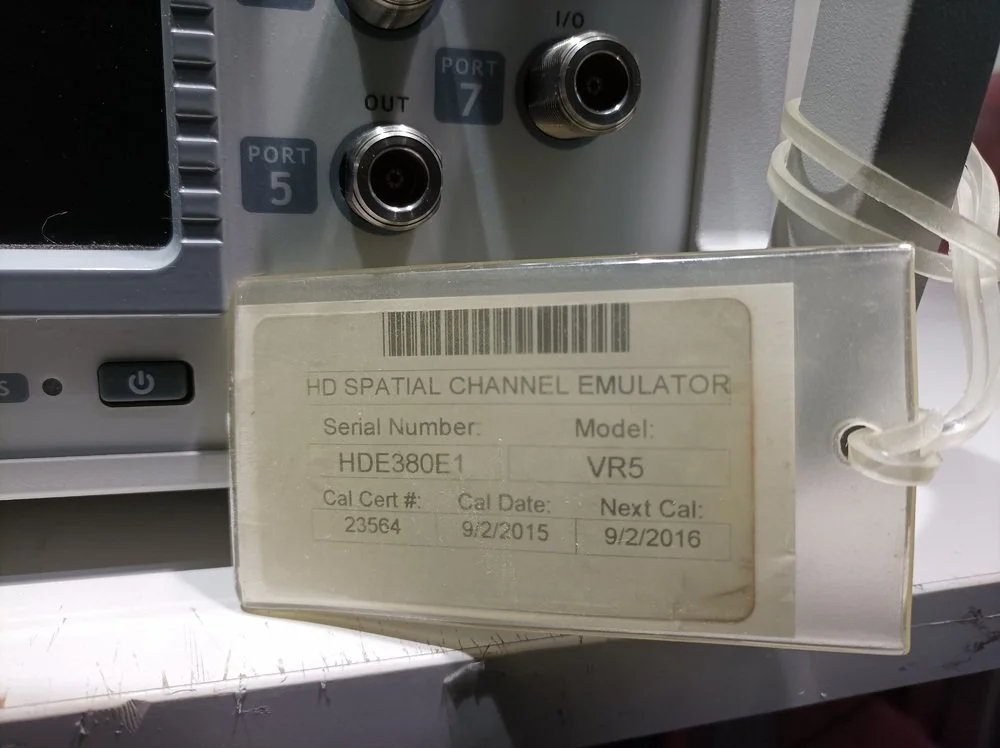 I/O
PORT
7
OUT
PORT
5
S
HD SPATIAL CHANNEL EMULATOR
Serial Number: Model:
HDE380E1 VR5
Cal Cert #: Cal Date: Next Cal:
23564 9/2/2015 9/2/2016